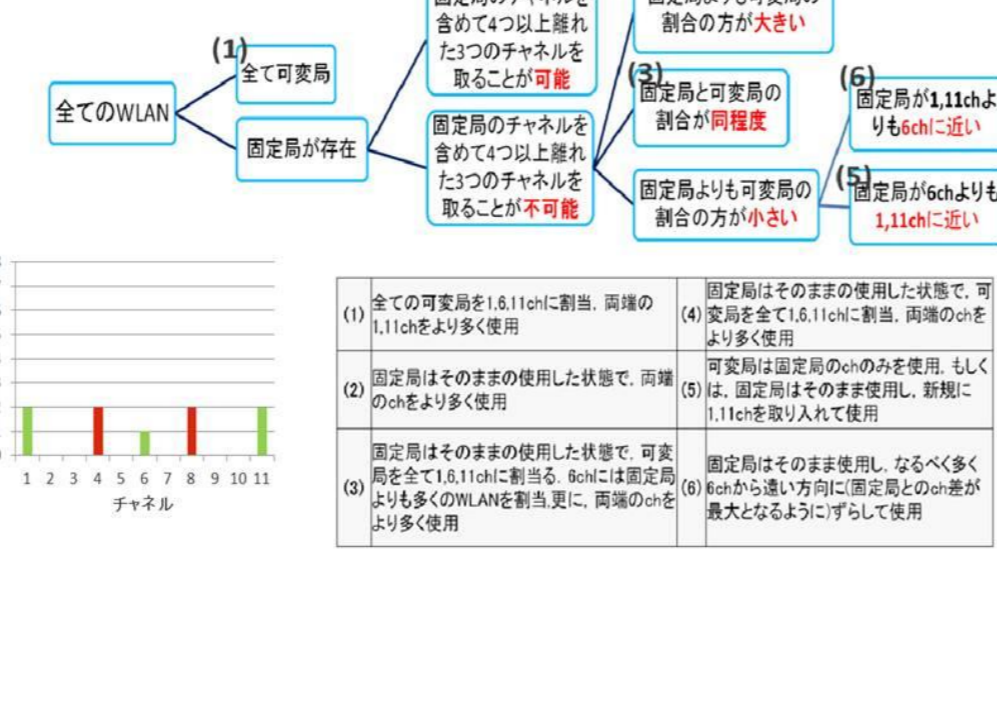 固定局のチャネルを
含めて4つ以上離れ
た3つのチャネルを
取ることが可能
割合の方が大きい
(1)
全て可変局
全てのWLAN
固定局が存在
固定局のチャネルを
含めて4つ以上離れ
た3つのチャネルを
取ることが不可能
(3)
固定局と可変局の
割合が同程度
固定局よりも可変局の
割合の方が小さい
(6)
固定局が1,11chよ
りも6chに近い
(5)
固定局が6chよりも
1,11chに近い
1 2 3 4 5 6 7 8 9 10 11
チャネル
(1)
全ての可変局を1,6,11chに割当, 両端の
1,11chをより多く使用
(4)
固定局はそのままの使用した状態で, 可
変局を全て1,6,11chに割当, 両端のchを
より多く使用
(2)
固定局はそのままの使用した状態で, 両端
のchをより多く使用
(5)
可変局は固定局のchのみを使用, もしく
は, 固定局はそのまま使用し, 新規に
1,11chを取り入れて使用
(3)
固定局はそのままの使用した状態で, 可変
局を全て1,6,11chに割当る. 6chには固定局
よりも多くのWLANを割当,更に, 両端のchを
より多く使用
(6)
固定局はそのまま使用し, なるべく多く
6chから遠い方向に(固定局とのch差が
最大となるように)ずらして使用